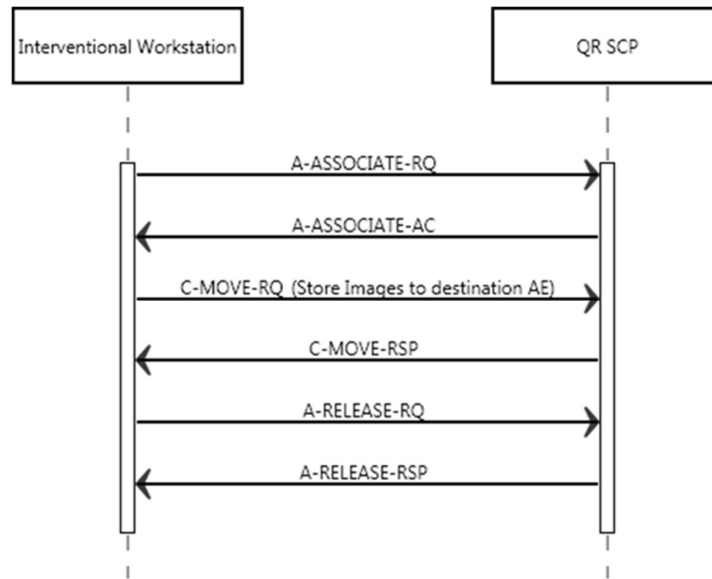 Interventional Workstation
QR SCP
A-ASSOCIATE-RQ
A-ASSOCIATE-AC
C-MOVE-RQ (Store Images to destination AE)
C-MOVE-RSP
A-RELEASE-RQ
A-RELEASE-RSP